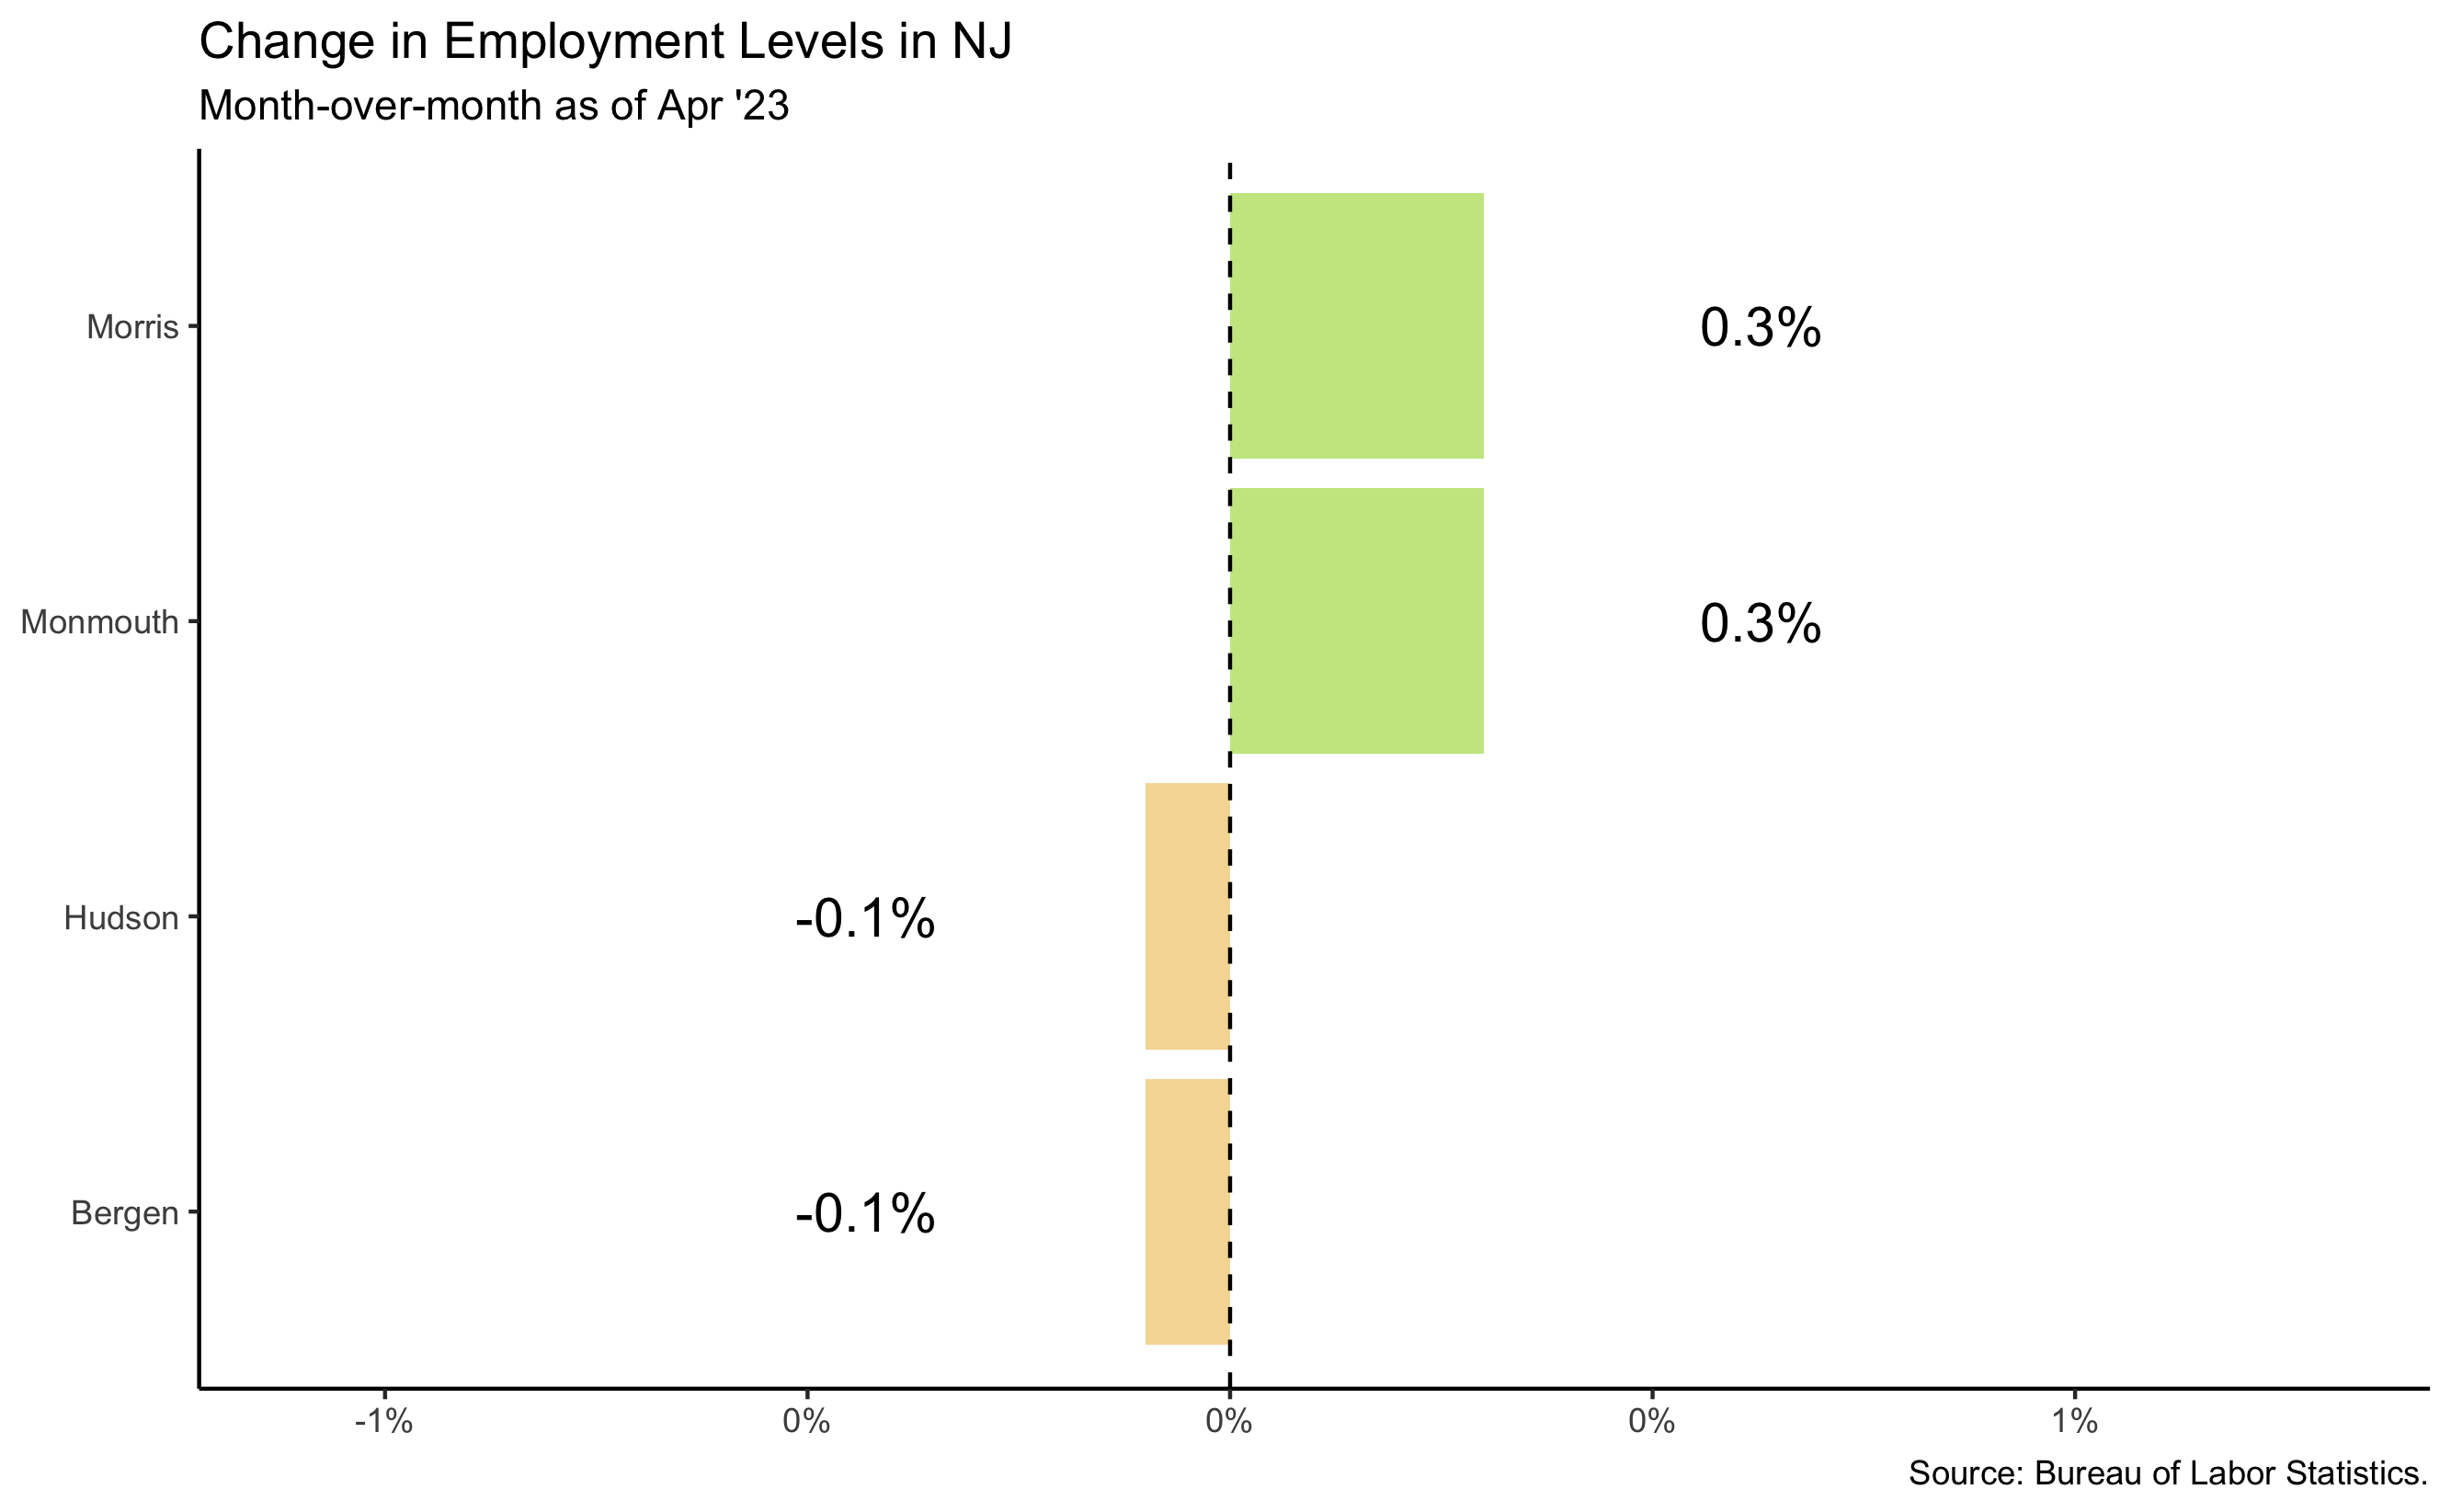 Change in Employment Levels in NJ
Month-over-month as of Apr '23
Morris
0.3%
Monmouth
0.3%
Hudson
-0.1%
Bergen
-0.1%
-1%
0%
0%
0%
1%
Source: Bureau of Labor Statistics.